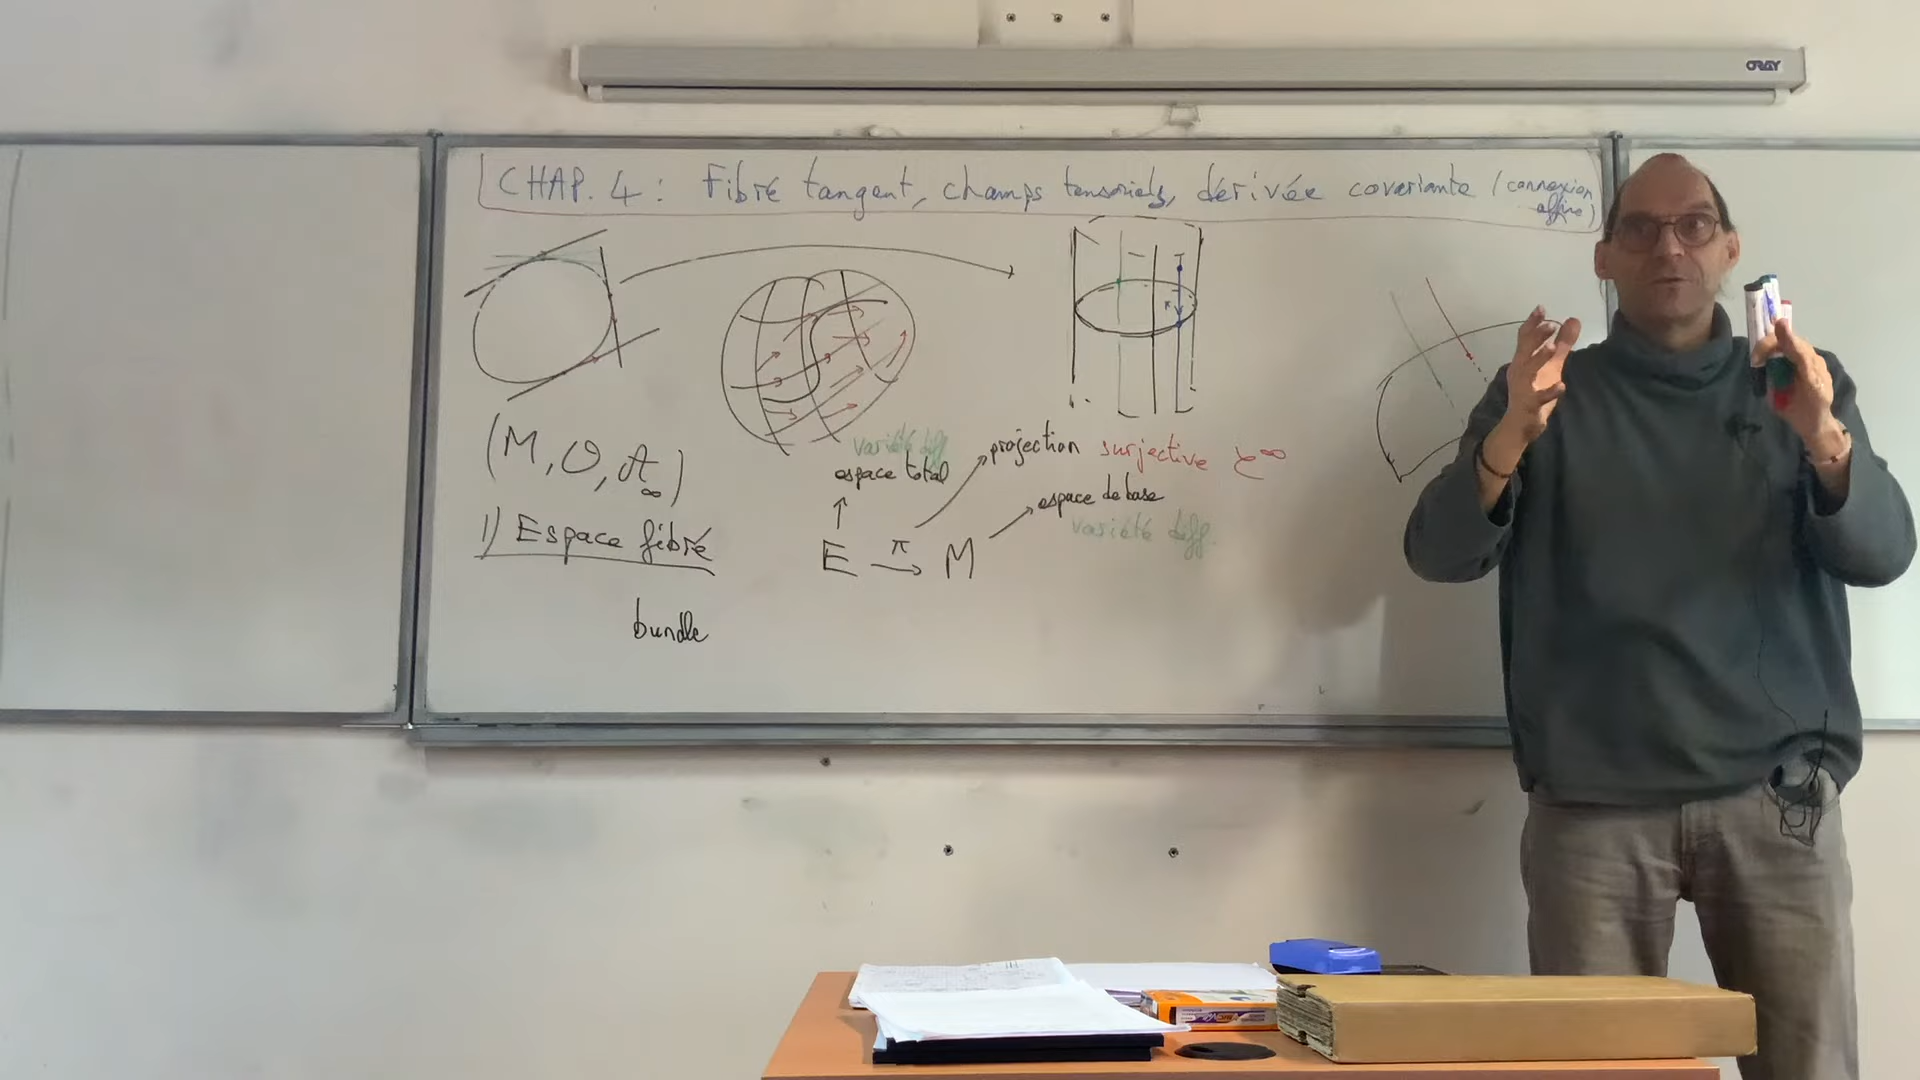 ORAY
CHAP. 4 : Fibré tangent, champs tensoriels, dérivée covariante (connexion affine)
(M, O, A∞)
variété diff
espace total
projection surjective C∞
espace de base
variété diff.
1) Espace fibré
E π→ M
bundle